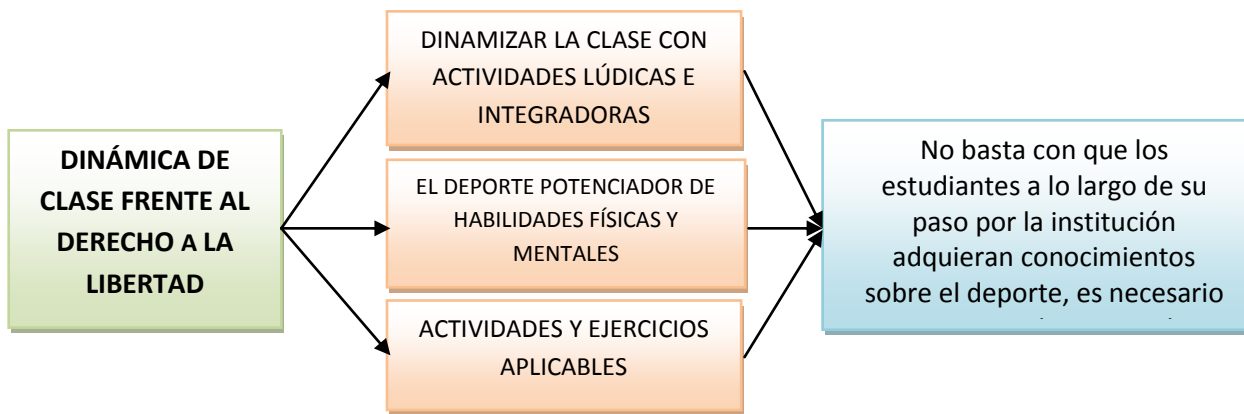 DINÁMICA DE
CLASE FRENTE AL
DERECHO A LA
LIBERTAD
DINAMIZAR LA CLASE CON
ACTIVIDADES LÚDICAS E
INTEGRADORAS
EL DEPORTE POTENCIADOR DE
HABILIDADES FÍSICAS Y
MENTALES
ACTIVIDADES Y EJERCICIOS
APLICABLES
No basta con que los
estudiantes a lo largo de su
paso por la institución
adquieran conocimientos
sobre el deporte, es necesario